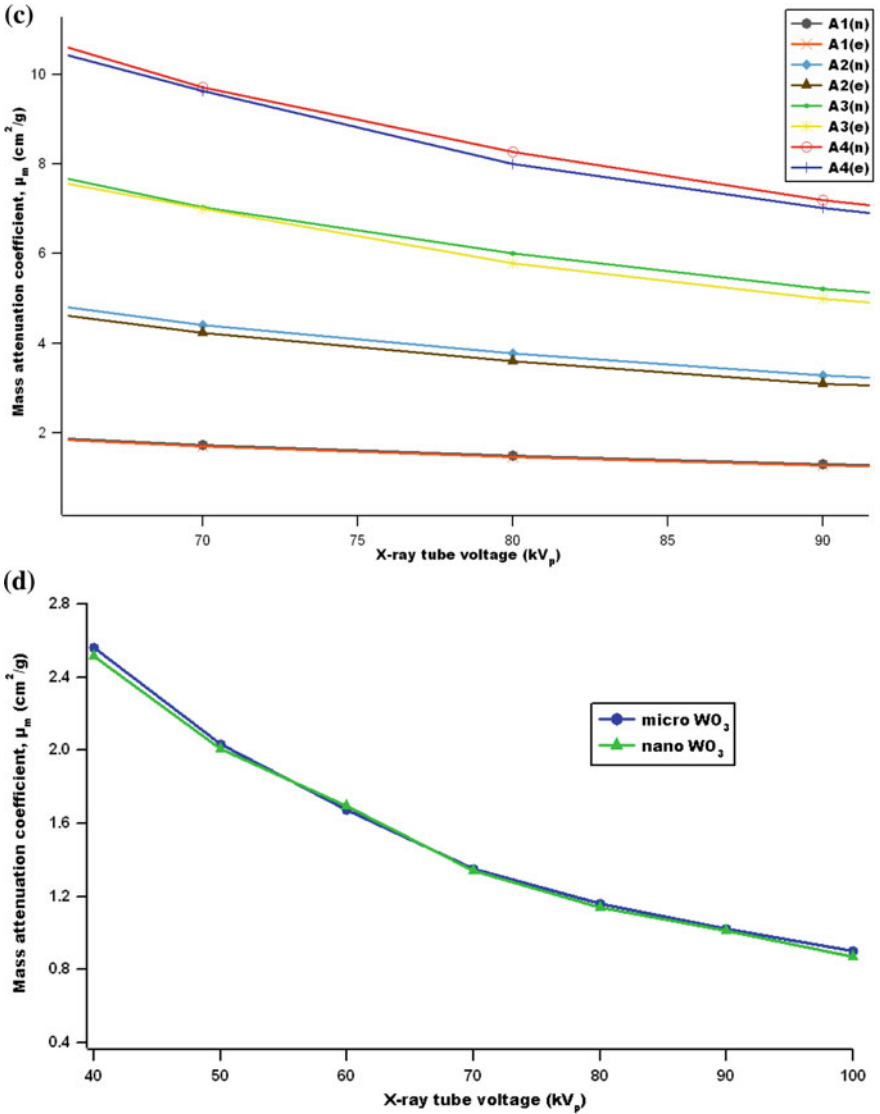 (c)
Mass attenuation coefficient, μm (cm²/g)
10
8
6
4
2
A1(n)
A1(e)
A2(n)
A2(e)
A3(n)
A3(e)
A4(n)
A4(e)
70 75 80 85 90
X-ray tube voltage (kVp)
(d)
Mass attenuation coefficient, μm (cm²/g)
2.8
2.4
2.0
1.6
1.2
0.8
0.4
micro WO₃
nano WO₃
40 50 60 70 80 90 100
X-ray tube voltage (kVp)